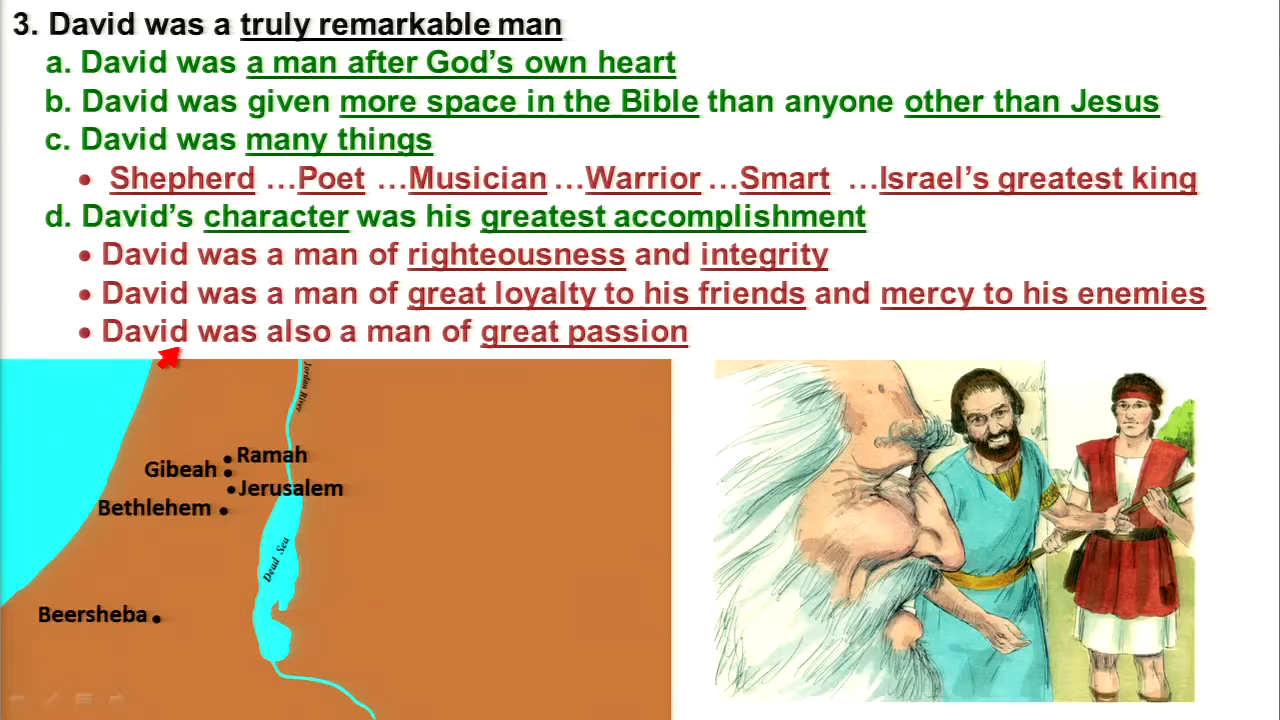 3. David was a truly remarkable man
a. David was a man after God’s own heart
b. David was given more space in the Bible than anyone other than Jesus
c. David was many things
• Shepherd …Poet …Musician …Warrior …Smart …Israel’s greatest king
d. David’s character was his greatest accomplishment
• David was a man of righteousness and integrity
• David was a man of great loyalty to his friends and mercy to his enemies
• David was also a man of great passion
Jordan River
Ramah
Gibeah
Jerusalem
Bethlehem
Dead Sea
Beersheba